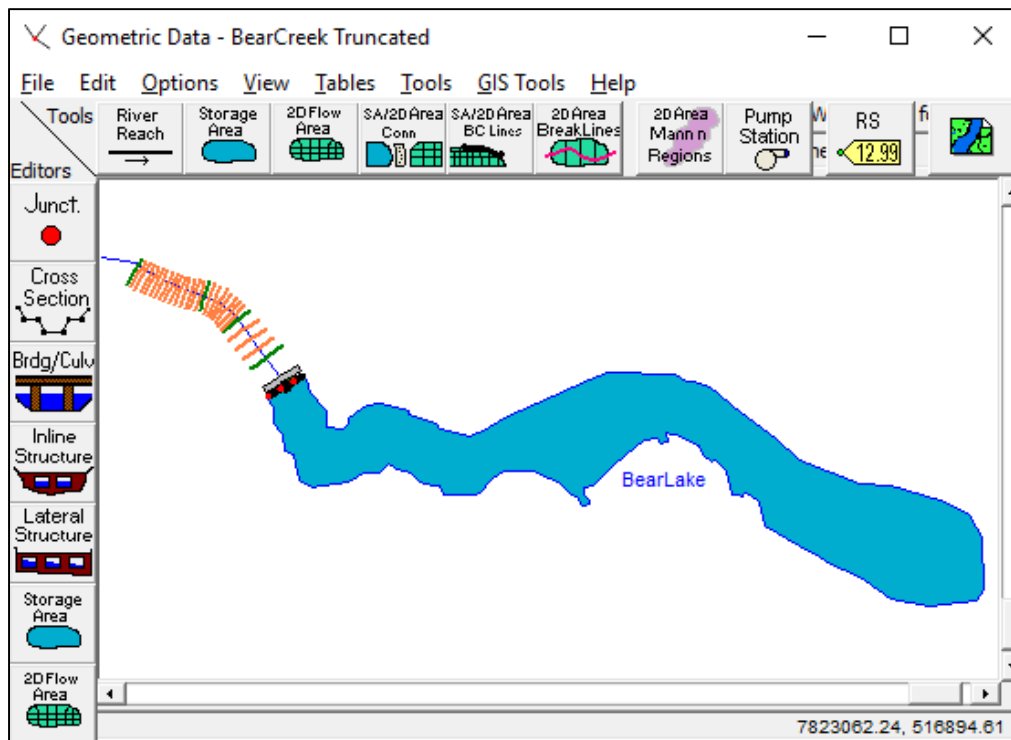 Geometric Data - BearCreek Truncated
File Edit Options View Tables Tools GIS Tools Help
Tools
Editors
River
Reach
Storage
Area
2D Flow
Area
SA/2D Area
Conn
SA/2D Area
BC Lines
2D Area
BreakLines
2D Area
Mann n
Regions
Pump
Station
RS
12.99
Junct.
Cross
Section
Brdg/Culv
Inline
Structure
Lateral
Structure
Storage
Area
2D Flow
Area
BearLake
7823062.24, 516894.61